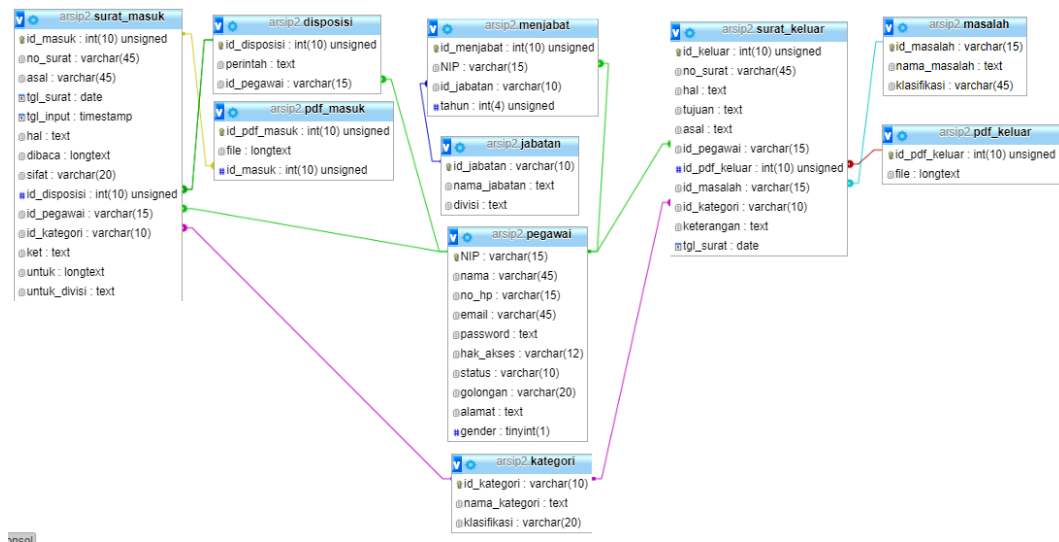 arsip2.surat_masuk
id_masuk : int(10) unsigned
no_surat : varchar(45)
asal : varchar(45)
tgl_surat : date
tgl_input : timestamp
hal : text
dibaca : longtext
sifat : varchar(20)
id_disposisi : int(10) unsigned
id_pegawai : varchar(15)
id_kategori : varchar(10)
ket : text
untuk : longtext
untuk_divisi : text
arsip2.disposisi
id_disposisi : int(10) unsigned
perintah : text
id_pegawai : varchar(15)
arsip2.pdf_masuk
id_pdf_masuk : int(10) unsigned
file : longtext
id_masuk : int(10) unsigned
arsip2.menjabat
id_menjabat : int(10) unsigned
NIP : varchar(15)
id_jabatan : varchar(10)
tahun : int(4) unsigned
arsip2.jabatan
id_jabatan : varchar(10)
nama_jabatan : text
divisi : text
arsip2.pegawai
NIP : varchar(15)
nama : varchar(45)
no_hp : varchar(15)
email : varchar(45)
password : text
hak_akses : varchar(12)
status : varchar(10)
golongan : varchar(20)
alamat : text
gender : tinyint(1)
arsip2.kategori
id_kategori : varchar(10)
nama_kategori : text
klasifikasi : varchar(20)
arsip2.surat_keluar
id_keluar : int(10) unsigned
no_surat : varchar(45)
hal : text
tujuan : text
asal : text
id_pegawai : varchar(15)
id_pdf_keluar : int(10) unsigned
id_masalah : varchar(15)
id_kategori : varchar(10)
keterangan : text
tgl_surat : date
arsip2.masalah
id_masalah : varchar(15)
nama_masalah : text
klasifikasi : varchar(45)
arsip2.pdf_keluar
id_pdf_keluar : int(10) unsigned
file : longtext